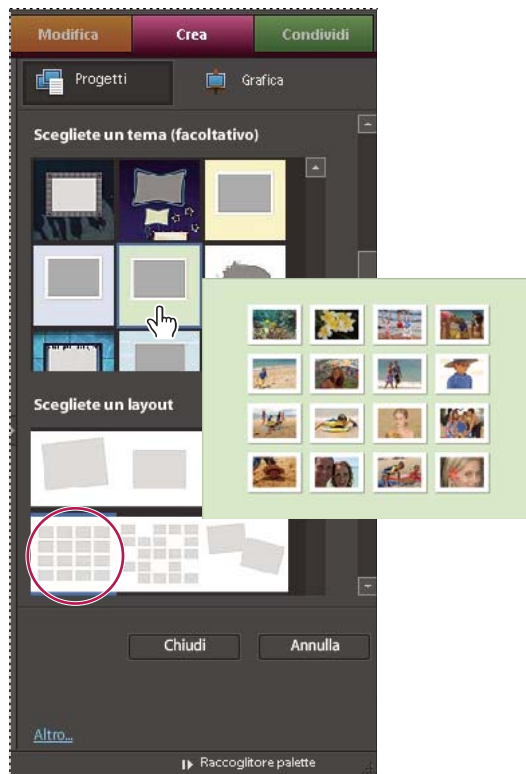 Modifica Crea Condividi
Progetti Grafica
Scegliete un tema (facoltativo)
Scegliete un layout
Chiudi Annulla
Altro...
Raccoglitore palette